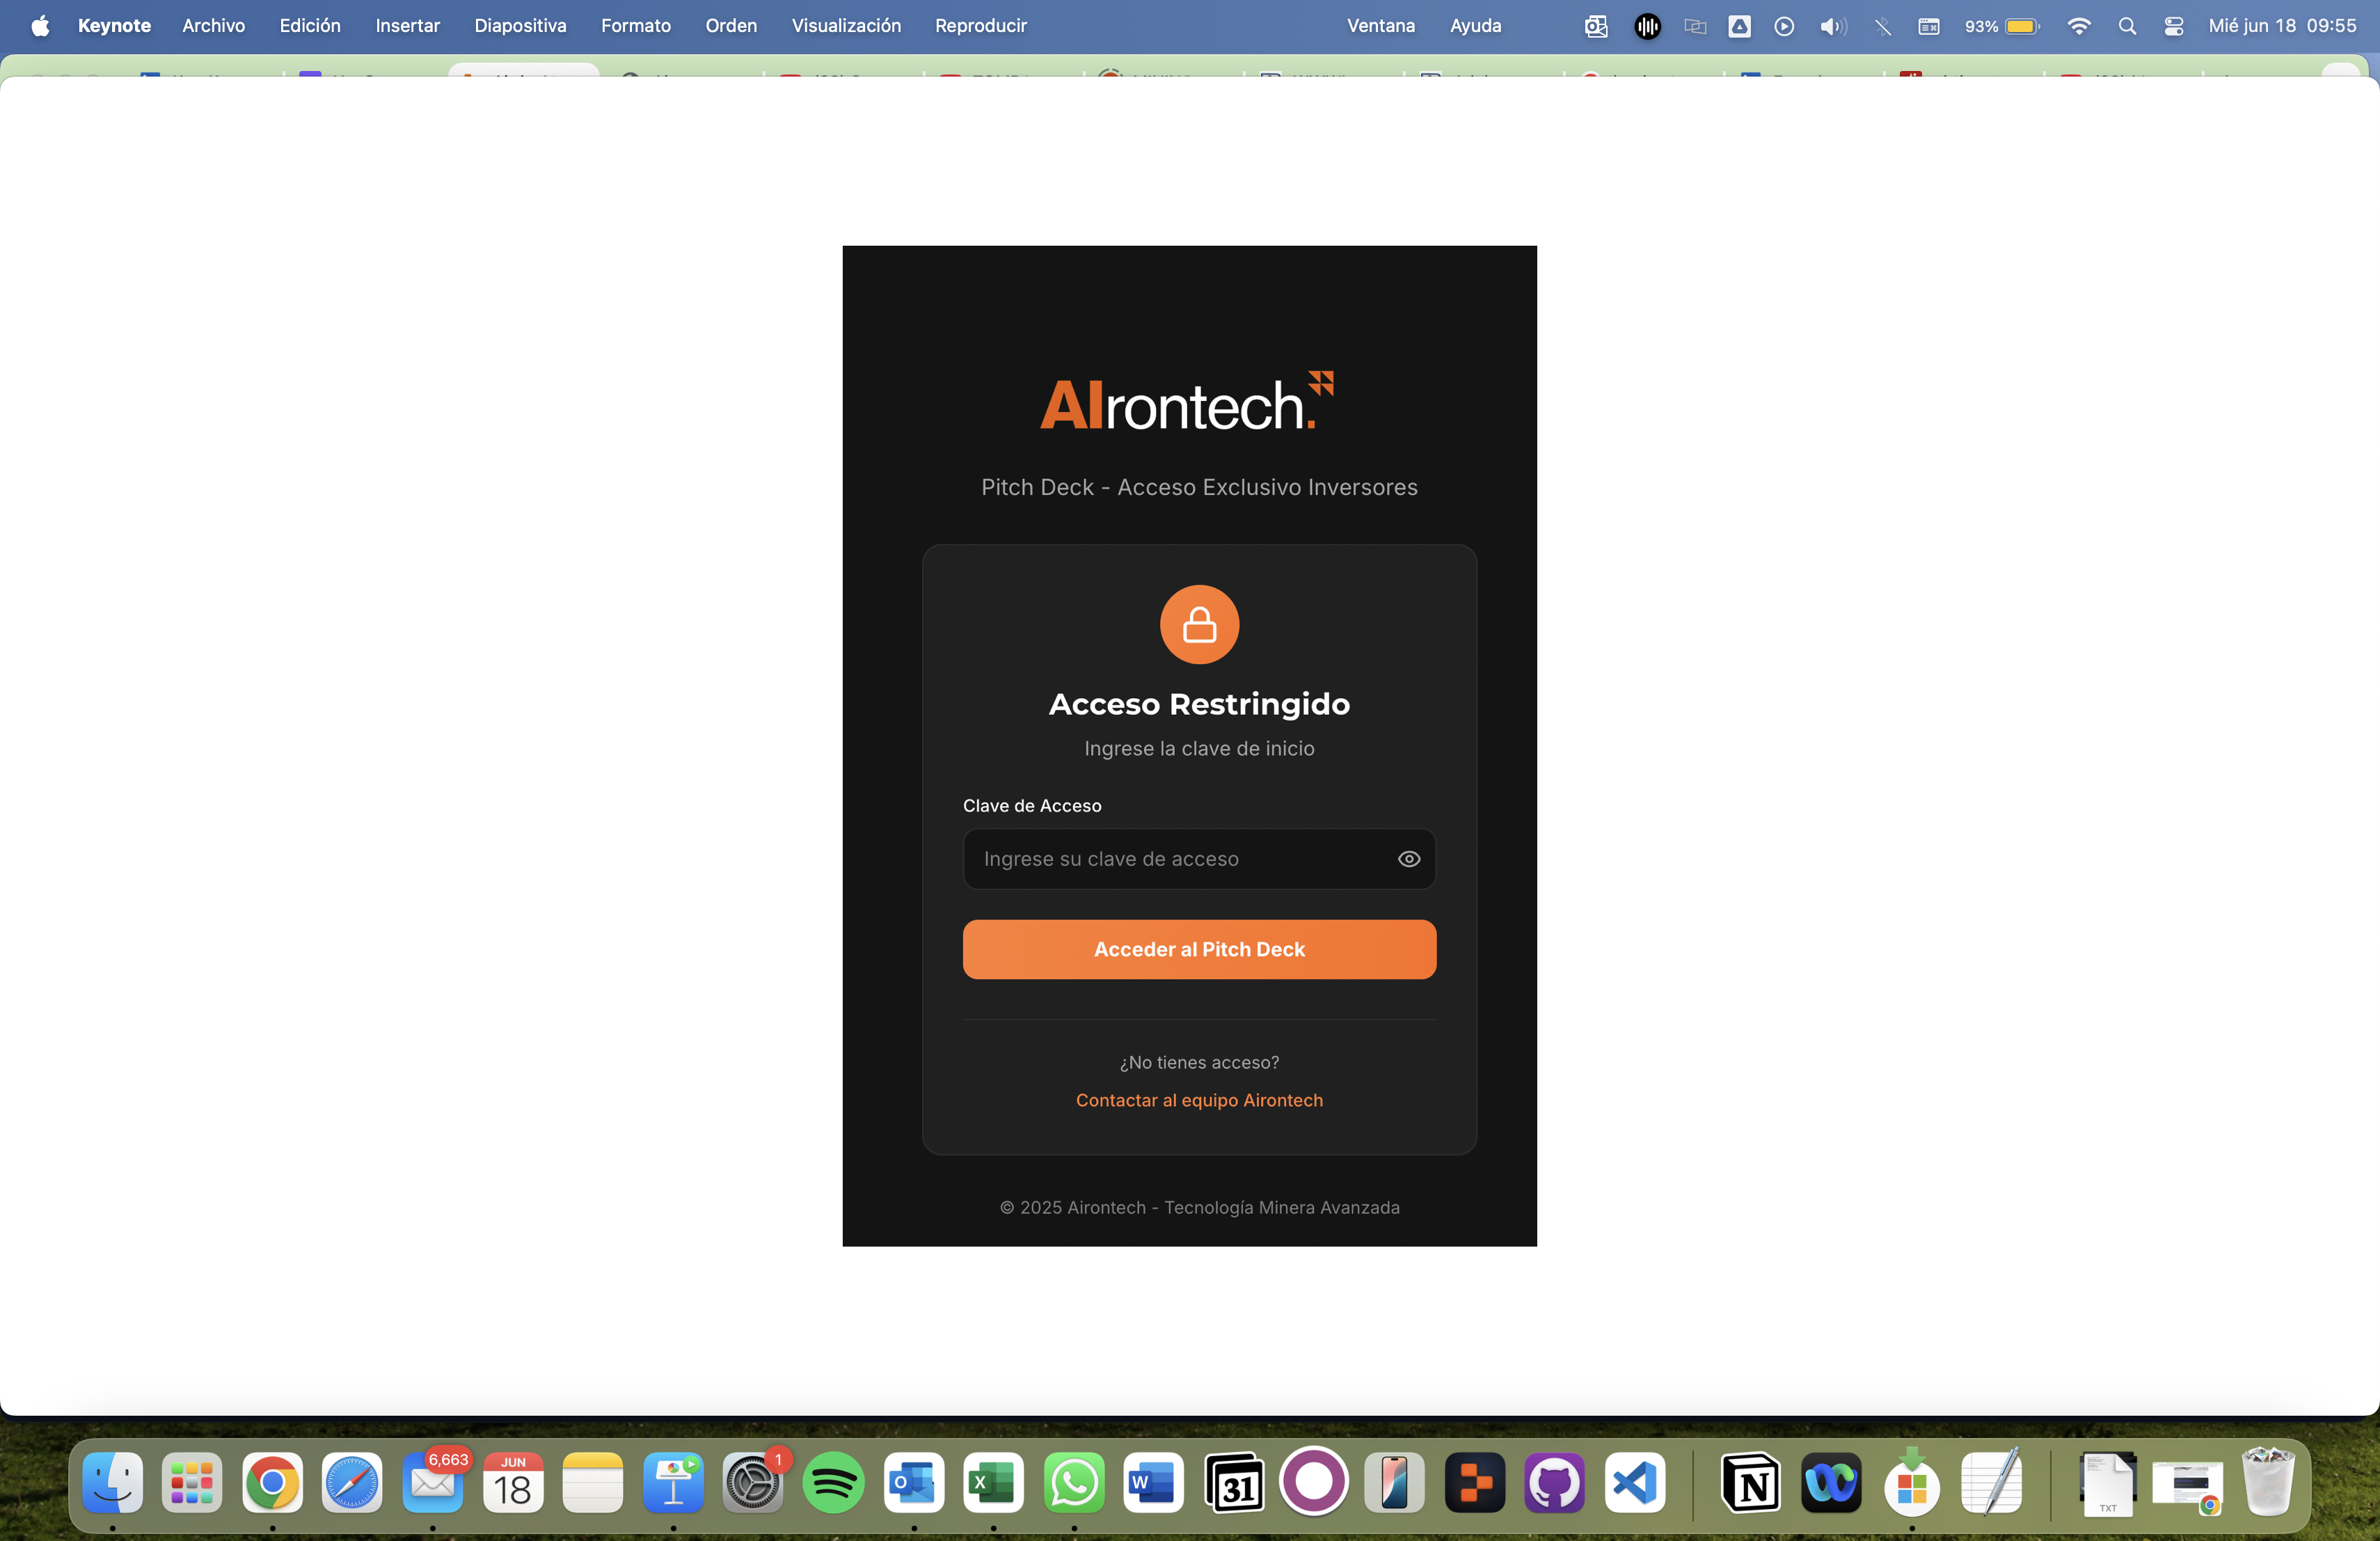 Keynote Archivo Edición Insertar Diapositiva Formato Orden Visualización Reproducir Ventana Ayuda 93% Mié jun 18 09:55
AIrontech.
Pitch Deck - Acceso Exclusivo Inversores
Acceso Restringido
Ingrese la clave de inicio
Clave de Acceso
Ingrese su clave de acceso
Acceder al Pitch Deck
¿No tienes acceso?
Contactar al equipo Airontech
© 2025 Airontech - Tecnología Minera Avanzada
6,663
JUN
18
1
O
X
W
31
N
TXT